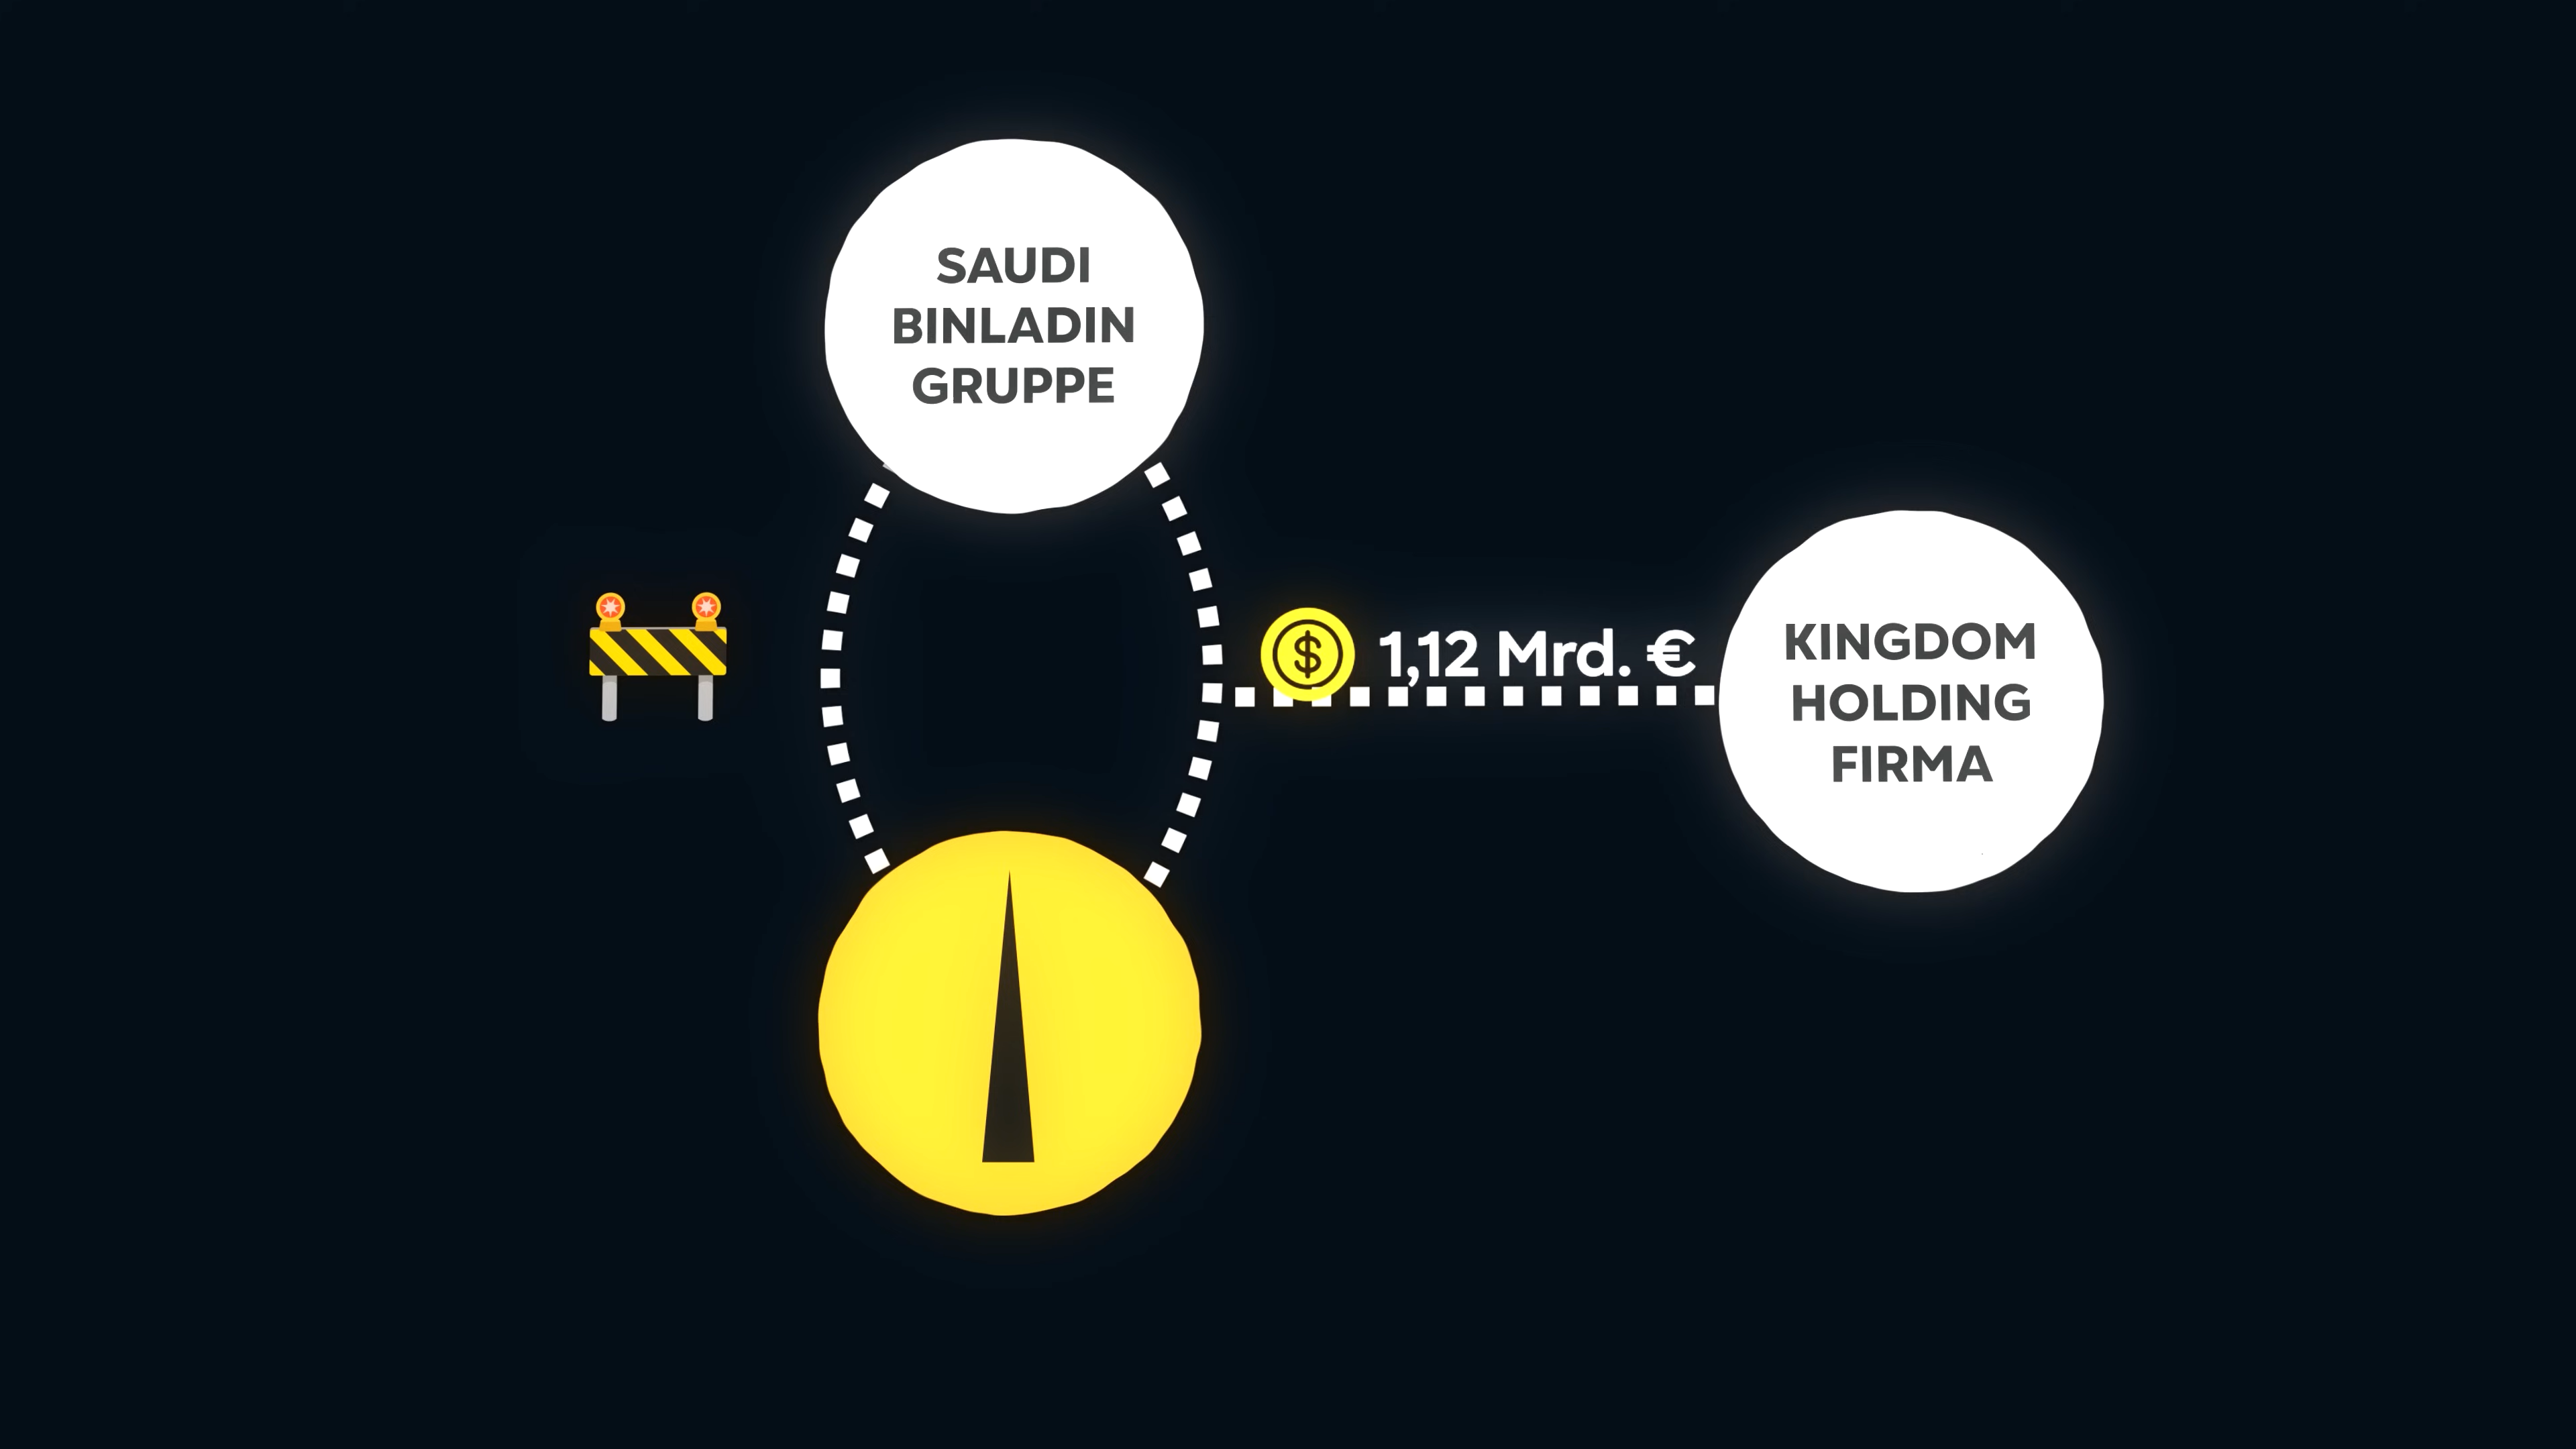 SAUDI
BINLADIN
GRUPPE
$ 1,12 Mrd. €
KINGDOM
HOLDING
FIRMA